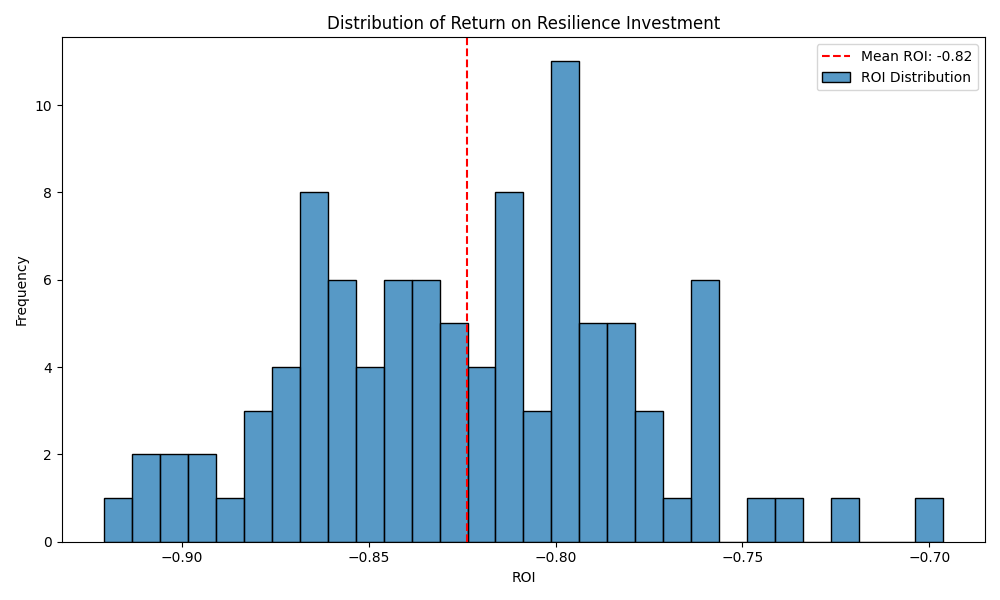 Distribution of Return on Resilience Investment
Mean ROI: -0.82
ROI Distribution
Frequency
10
8
6
4
2
0
−0.90
−0.85
−0.80
−0.75
−0.70
ROI